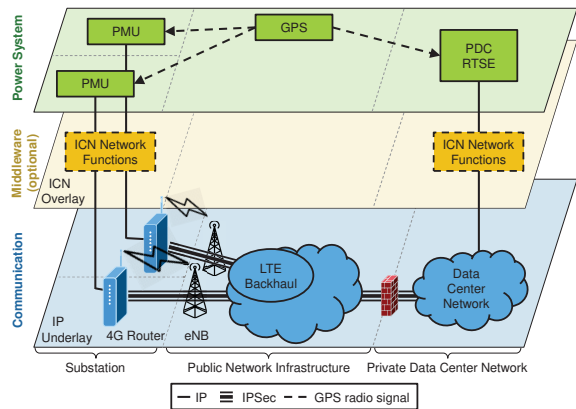 Power System
PMU
GPS
PMU
PDC
RTSE
Middleware
(optional)
ICN Network
Functions
ICN Network
Functions
ICN
Overlay
Communication
LTE
Backhaul
Data
Center
Network
IP
Underlay
4G Router
eNB
Substation
Public Network Infrastructure
Private Data Center Network
IP
IPSec
GPS radio signal